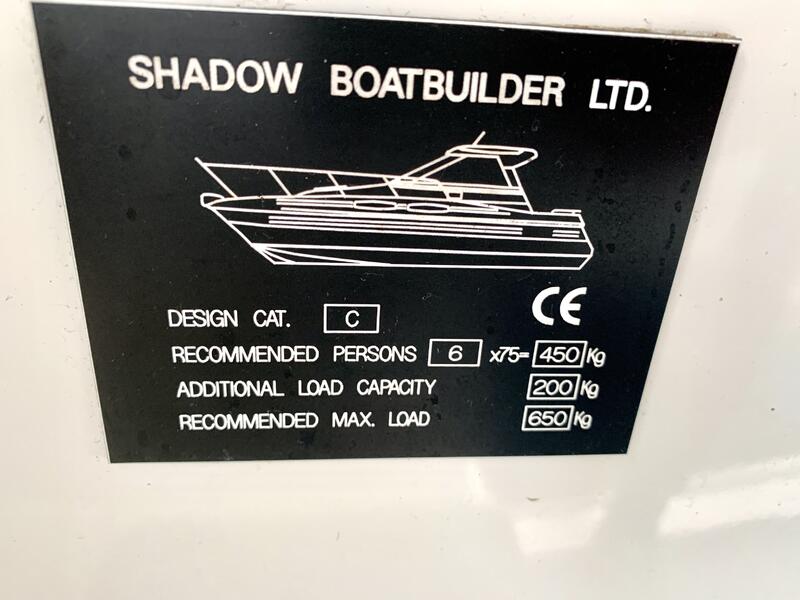 SHADOW BOATBUILDER LTD.
CE
DESIGN CAT. C
RECOMMENDED PERSONS 6 x75= 450 Kg
ADDITIONAL LOAD CAPACITY 200 Kg
RECOMMENDED MAX. LOAD 650 Kg